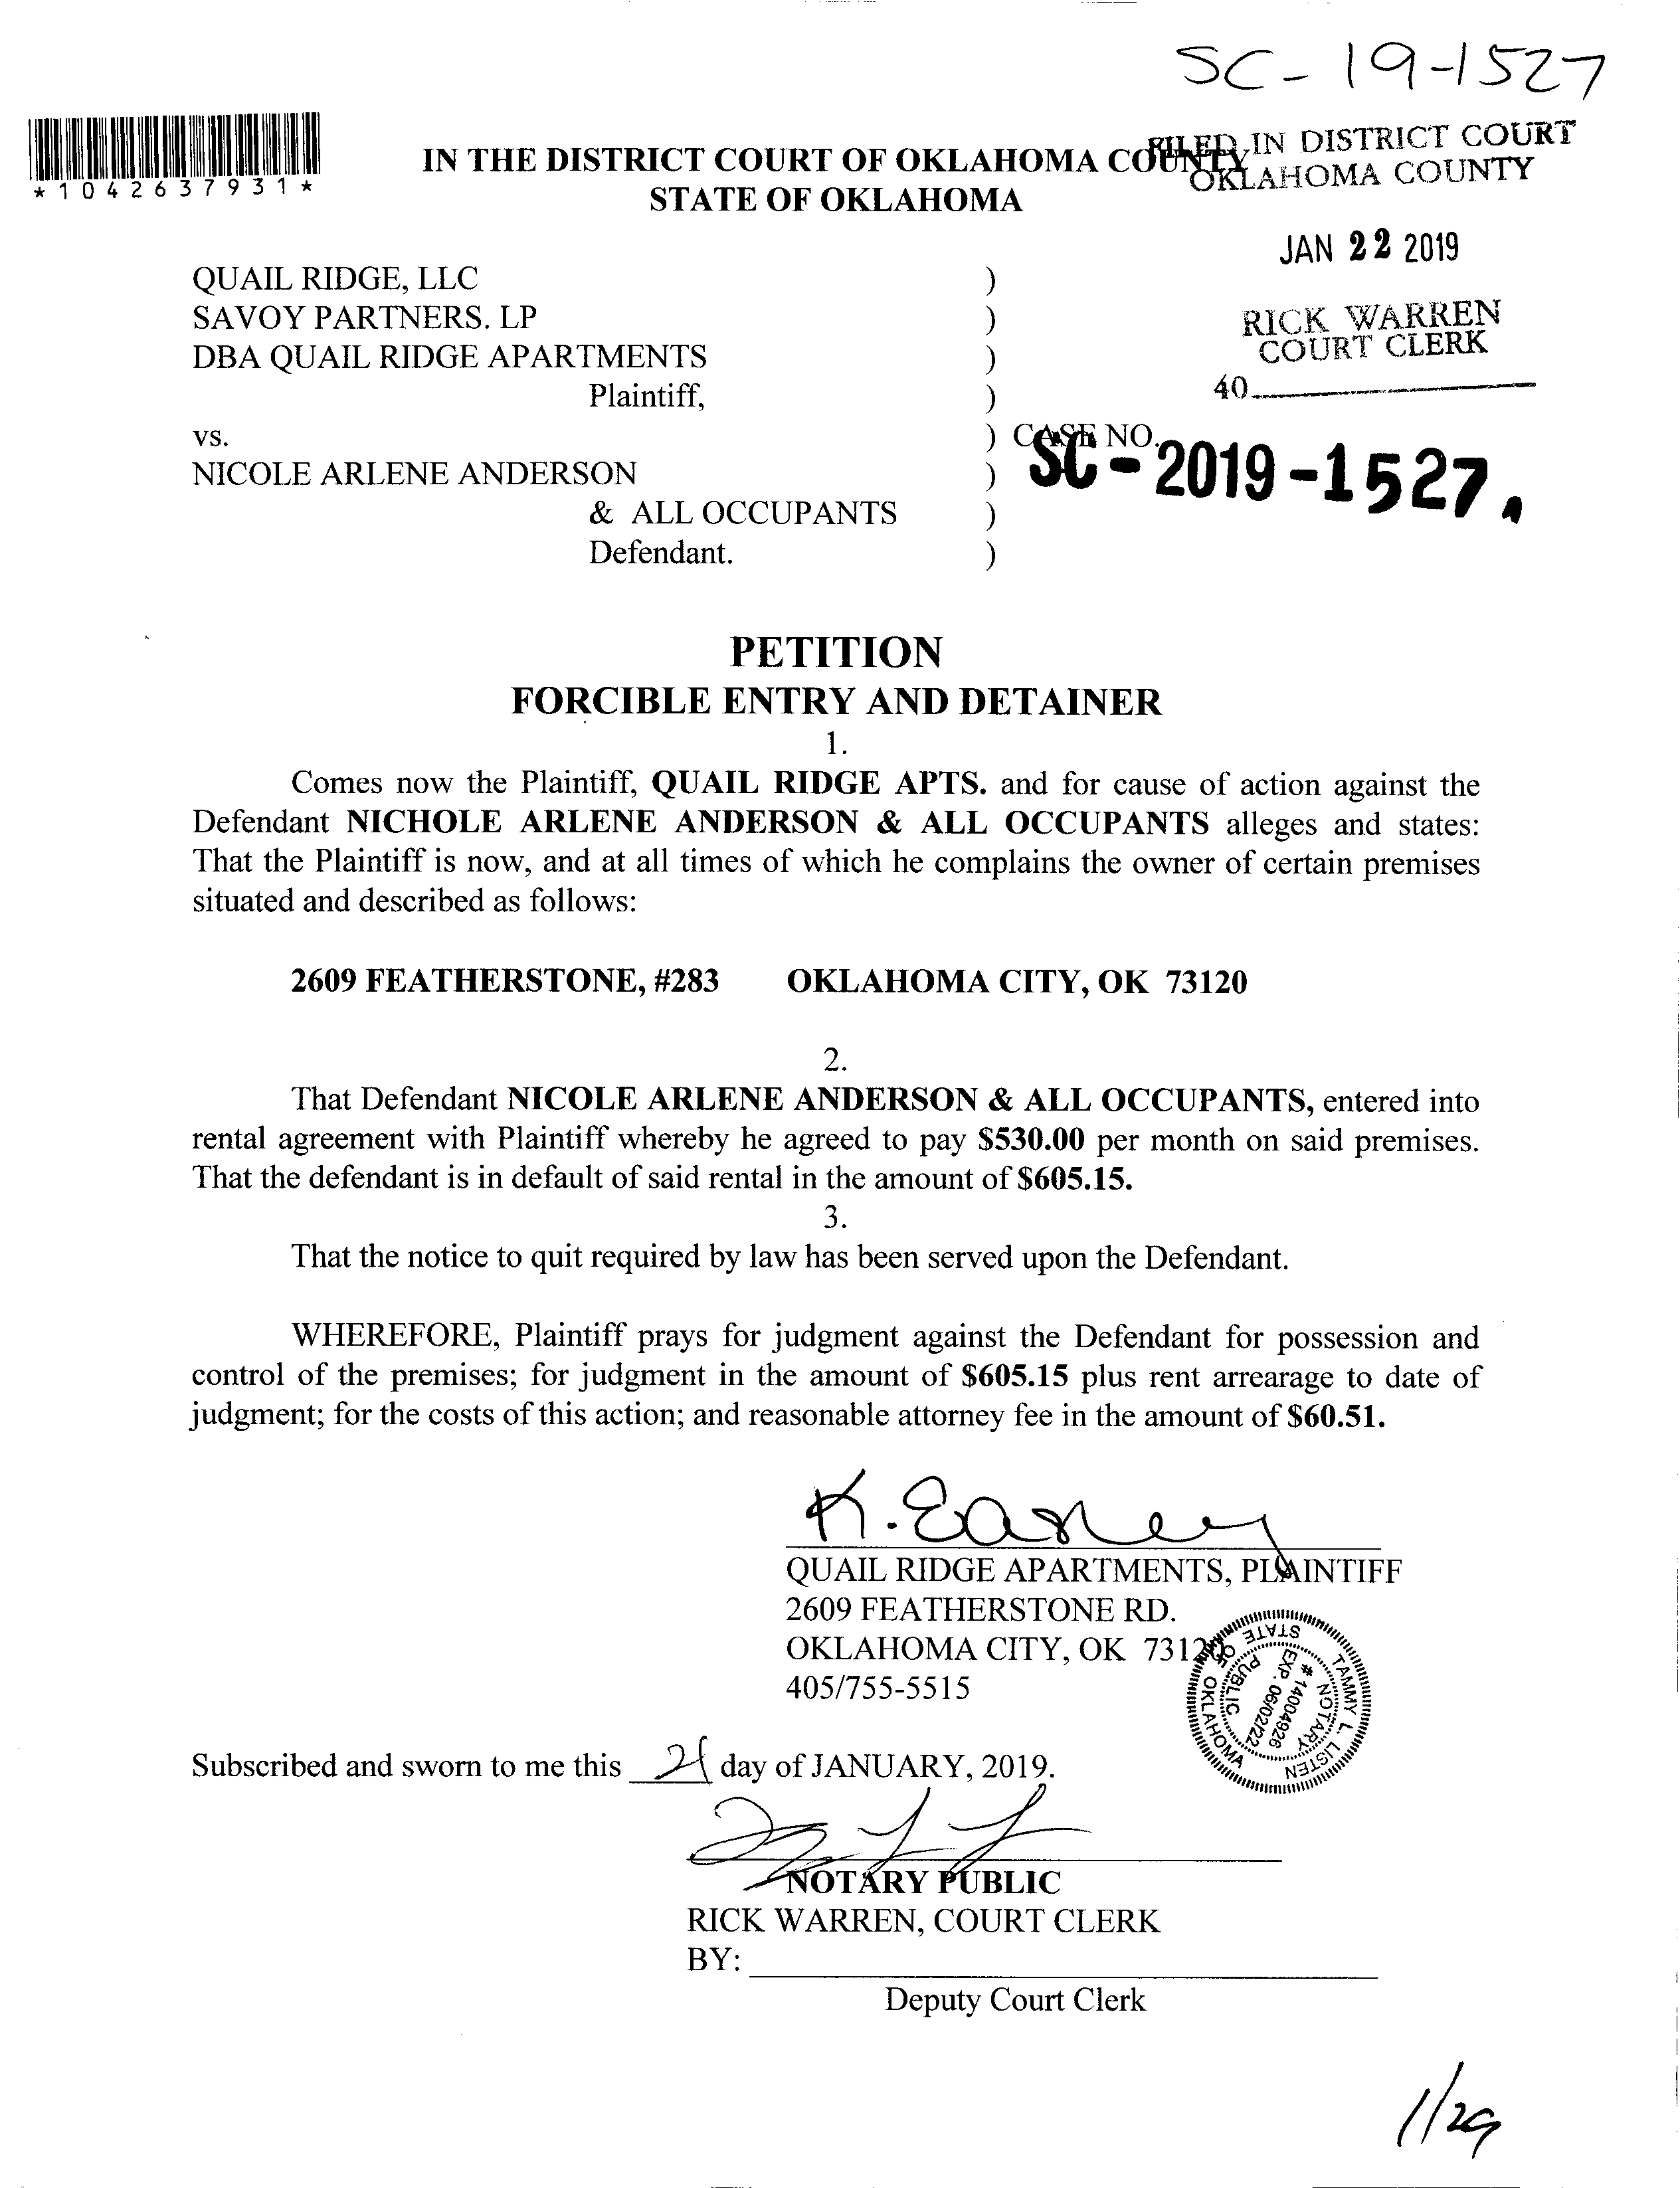 SC-19-1527
*1042637931*
IN THE DISTRICT COURT OF OKLAHOMA COUNTY
STATE OF OKLAHOMA
FILED IN DISTRICT COURT
OKLAHOMA COUNTY
JAN 22 2019
RICK WARREN
COURT CLERK
40
QUAIL RIDGE, LLC )
SAVOY PARTNERS. LP )
DBA QUAIL RIDGE APARTMENTS )
Plaintiff, )
vs. ) CASE NO.
SC-2019-1527
NICOLE ARLENE ANDERSON )
& ALL OCCUPANTS )
Defendant. )
PETITION
FORCIBLE ENTRY AND DETAINER
1.
Comes now the Plaintiff, QUAIL RIDGE APTS. and for cause of action against the
Defendant NICHOLE ARLENE ANDERSON & ALL OCCUPANTS alleges and states:
That the Plaintiff is now, and at all times of which he complains the owner of certain premises
situated and described as follows:
2609 FEATHERSTONE, #283 OKLAHOMA CITY, OK 73120
2.
That Defendant NICOLE ARLENE ANDERSON & ALL OCCUPANTS, entered into
rental agreement with Plaintiff whereby he agreed to pay $530.00 per month on said premises.
That the defendant is in default of said rental in the amount of $605.15.
3.
That the notice to quit required by law has been served upon the Defendant.
WHEREFORE, Plaintiff prays for judgment against the Defendant for possession and
control of the premises; for judgment in the amount of $605.15 plus rent arrearage to date of
judgment; for the costs of this action; and reasonable attorney fee in the amount of $60.51.
K. Earley
QUAIL RIDGE APARTMENTS, PLAINTIFF
2609 FEATHERSTONE RD.
OKLAHOMA CITY, OK 73120
405/755-5515
TAMMY L. LISTEN
NOTARY PUBLIC
# 14004926
EXP. 06/02/22
STATE OF OKLAHOMA
Subscribed and sworn to me this 21 day of JANUARY, 2019.
NOTARY PUBLIC
RICK WARREN, COURT CLERK
BY:
Deputy Court Clerk
1/29